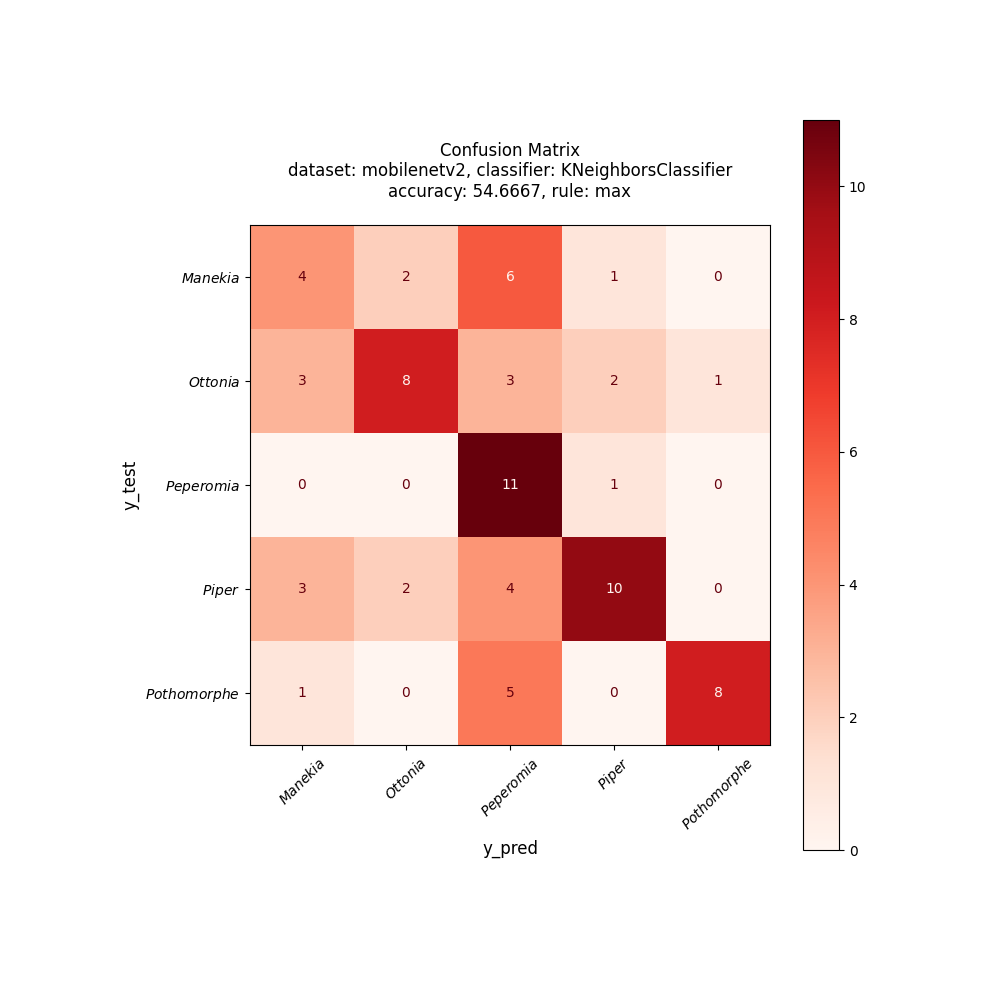 Confusion Matrix
dataset: mobilenetv2, classifier: KNeighborsClassifier
accuracy: 54.6667, rule: max
Manekia 4 2 6 1 0
Ottonia 3 8 3 2 1
Peperomia 0 0 11 1 0
Piper 3 2 4 10 0
Pothomorphe 1 0 5 0 8
Manekia Ottonia Peperomia Piper Pothomorphe
y_pred
y_test
10
8
6
4
2
0